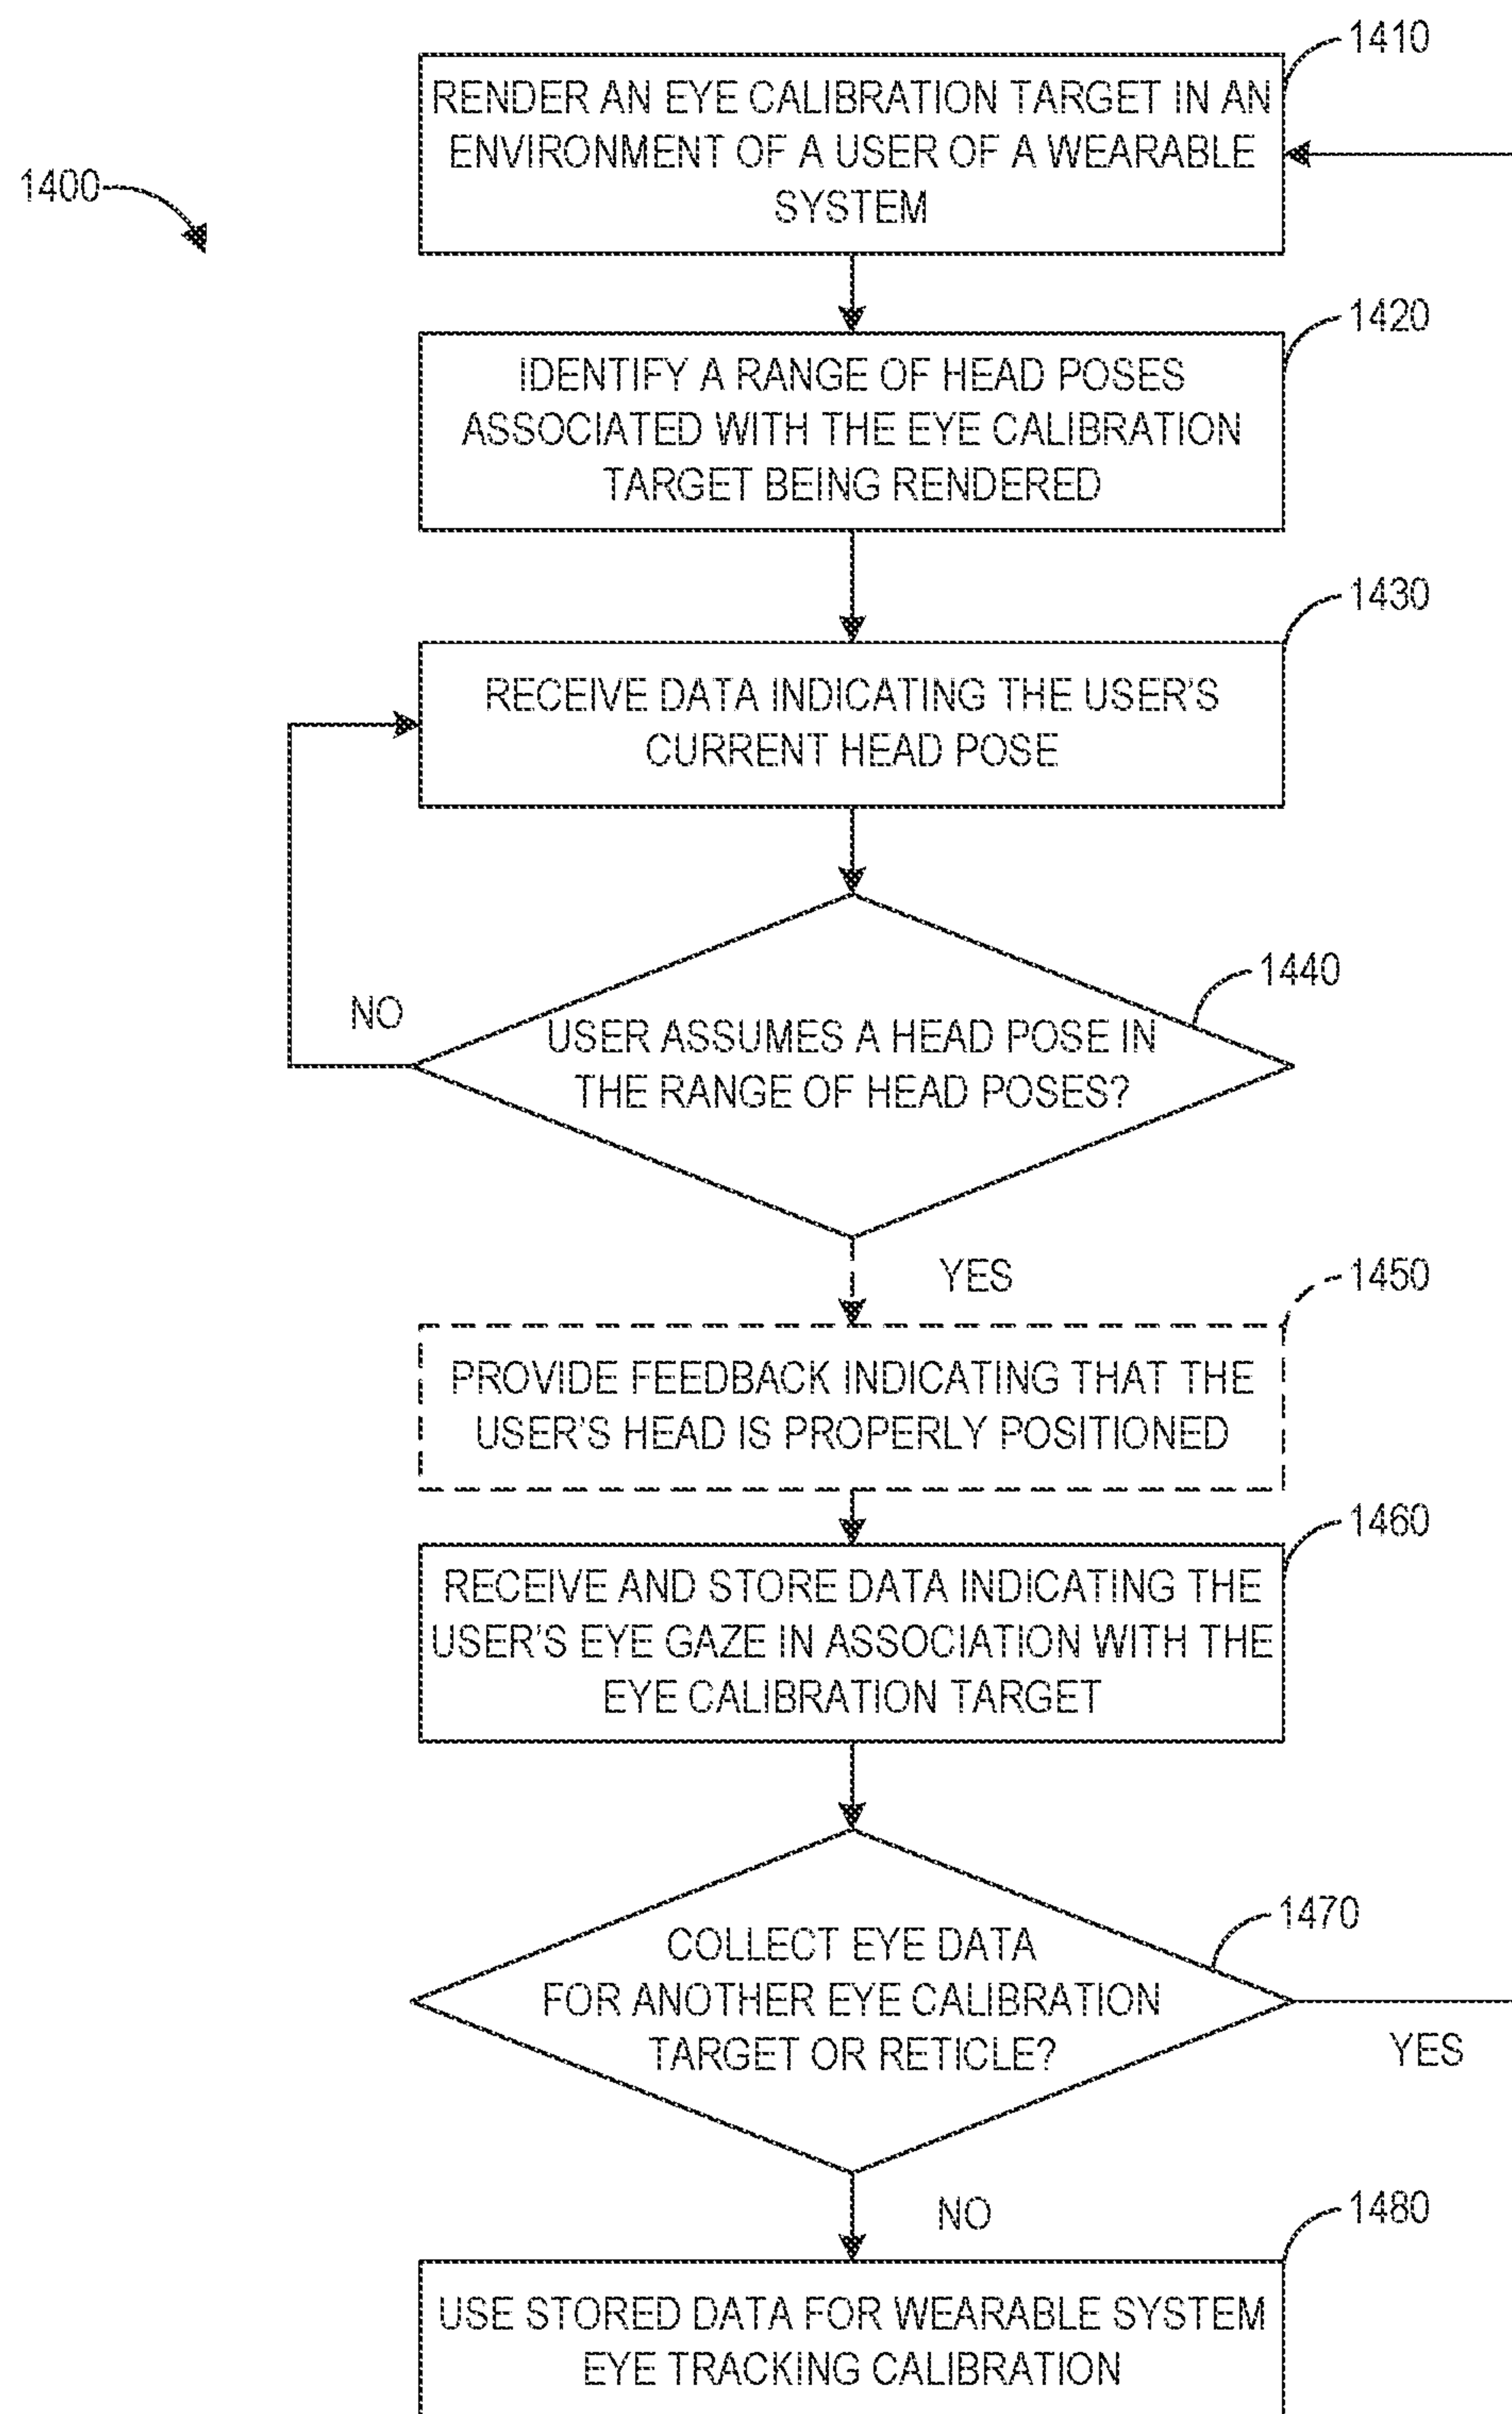 1410
RENDER AN EYE CALIBRATION TARGET IN AN
ENVIRONMENT OF A USER OF A WEARABLE
SYSTEM
1400
1420
IDENTIFY A RANGE OF HEAD POSES
ASSOCIATED WITH THE EYE CALIBRATION
TARGET BEING RENDERED
1430
RECEIVE DATA INDICATING THE USER'S
CURRENT HEAD POSE
1440
NO
USER ASSUMES A HEAD POSE IN
THE RANGE OF HEAD POSES?
YES
1450
PROVIDE FEEDBACK INDICATING THAT THE
USER'S HEAD IS PROPERLY POSITIONED
1460
RECEIVE AND STORE DATA INDICATING THE
USER'S EYE GAZE IN ASSOCIATION WITH THE
EYE CALIBRATION TARGET
1470
COLLECT EYE DATA
FOR ANOTHER EYE CALIBRATION
TARGET OR RETICLE?
YES
NO
1480
USE STORED DATA FOR WEARABLE SYSTEM
EYE TRACKING CALIBRATION